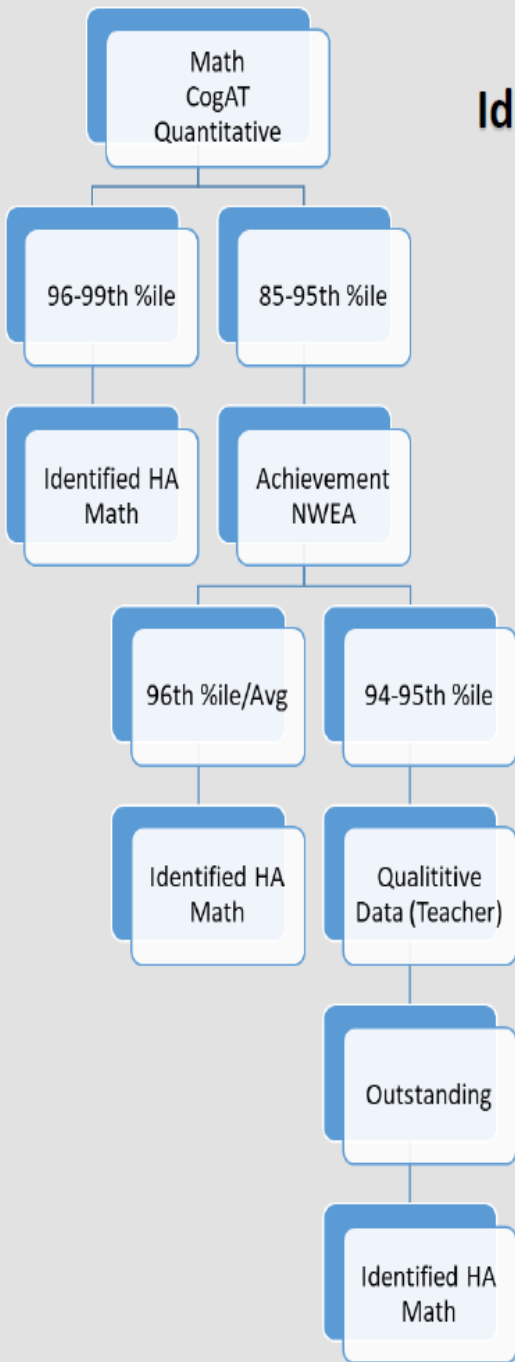 Math
CogAT
Quantitative
Id
96-99th %ile
85-95th %ile
Identified HA
Math
Achievement
NWEA
96th %ile/Avg
94-95th %ile
Identified HA
Math
Qualititive
Data (Teacher)
Outstanding
Identified HA
Math